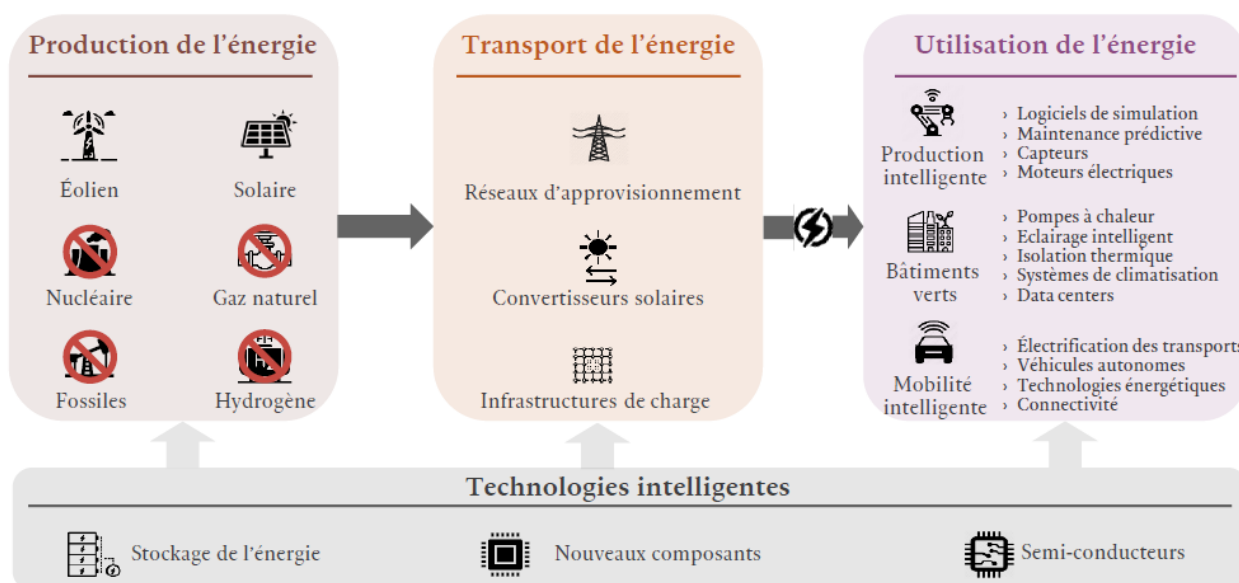 Production de l'énergie
Éolien
Solaire
Nucléaire
Gaz naturel
Fossiles
Hydrogène
Transport de l'énergie
Réseaux d'approvisionnement
Convertisseurs solaires
Infrastructures de charge
Utilisation de l'énergie
Production
intelligente
› Logiciels de simulation
› Maintenance prédictive
› Capteurs
› Moteurs électriques
Bâtiments
verts
› Pompes à chaleur
› Eclairage intelligent
› Isolation thermique
› Systèmes de climatisation
› Data centers
Mobilité
intelligente
› Électrification des transports
› Véhicules autonomes
› Technologies énergétiques
› Connectivité
Technologies intelligentes
Stockage de l'énergie
Nouveaux composants
Semi-conducteurs